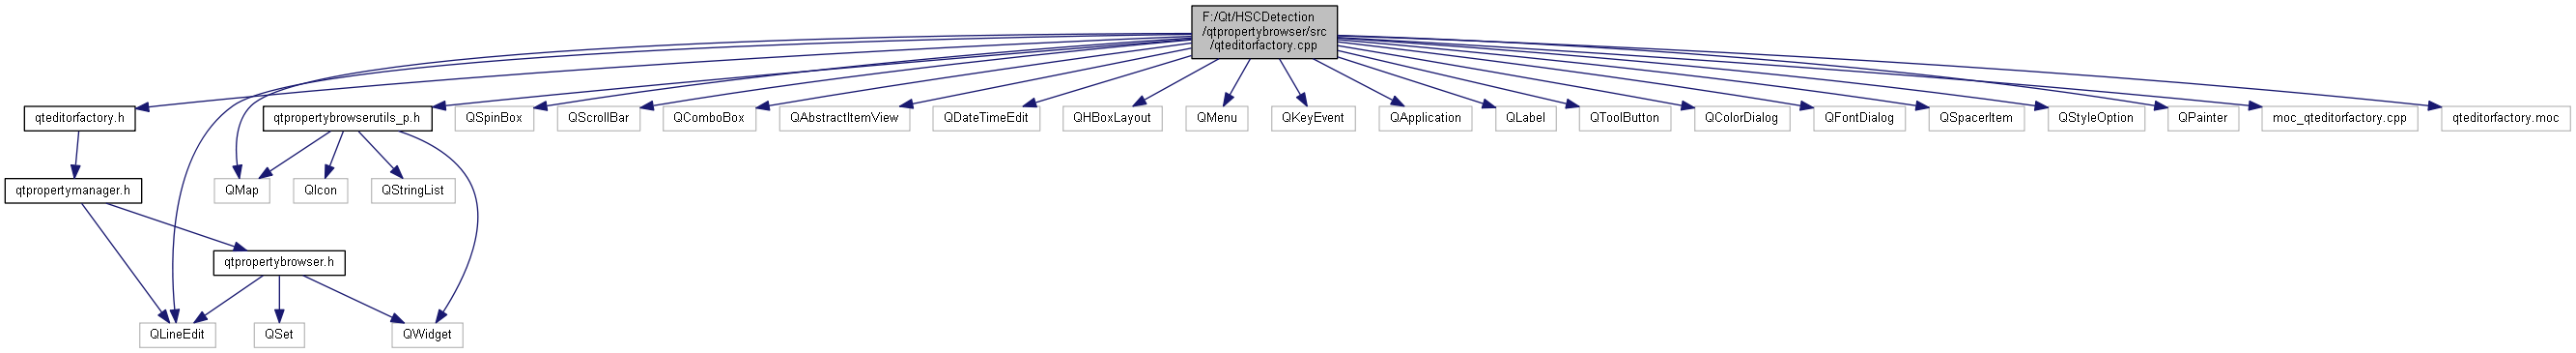 F:/Qt/HSCDetection
/qtpropertybrowser/src
/qteditorfactory.cpp
qteditorfactory.h
qtpropertybrowserutils_p.h
QSpinBox
QScrollBar
QComboBox
QAbstractItemView
QDateTimeEdit
QHBoxLayout
QMenu
QKeyEvent
QApplication
QLabel
QToolButton
QColorDialog
QFontDialog
QSpacerItem
QStyleOption
QPainter
moc_qteditorfactory.cpp
qteditorfactory.moc
qtpropertymanager.h
QMap
QIcon
QStringList
qtpropertybrowser.h
QLineEdit
QSet
QWidget